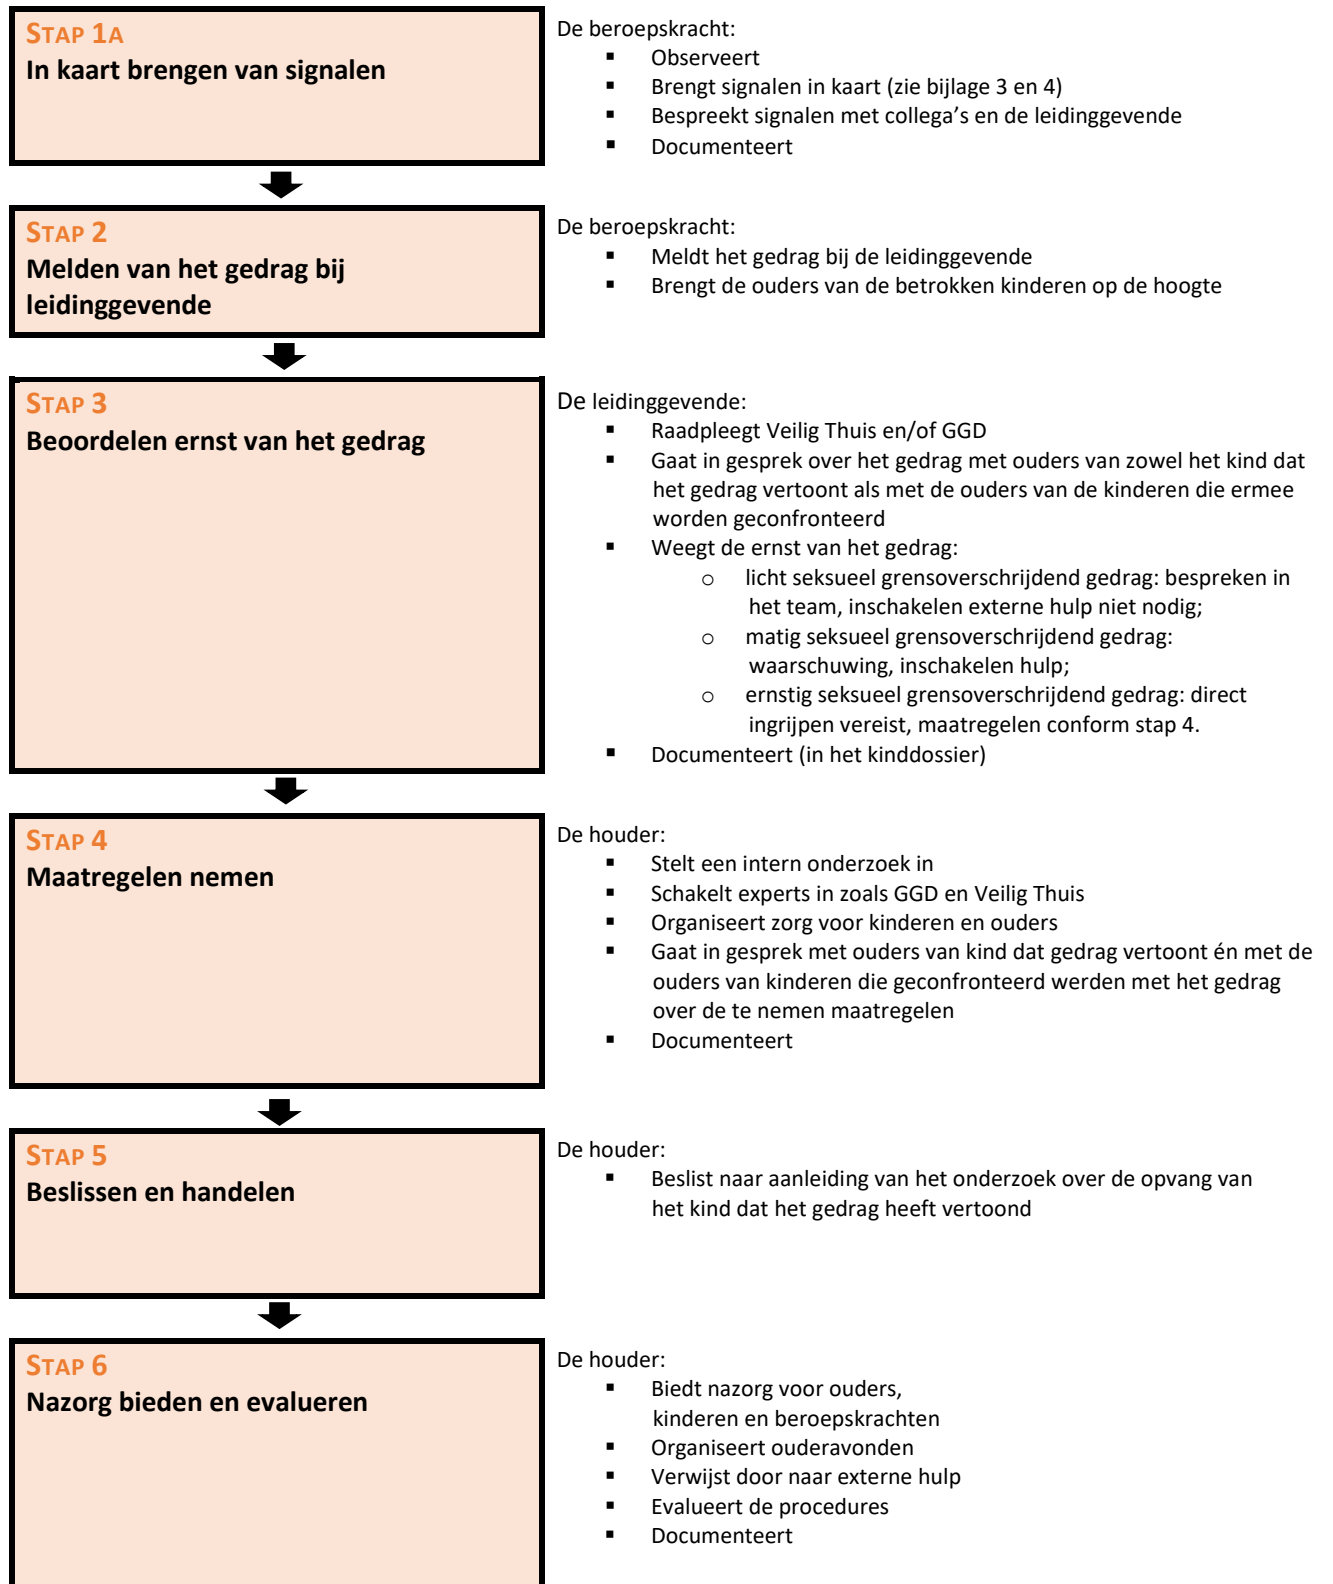 STAP 1A
In kaart brengen van signalen
De beroepskracht:
▪ Observeert
▪ Brengt signalen in kaart (zie bijlage 3 en 4)
▪ Bespreekt signalen met collega’s en de leidinggevende
▪ Documenteert
STAP 2
Melden van het gedrag bij
leidinggevende
De beroepskracht:
▪ Meldt het gedrag bij de leidinggevende
▪ Brengt de ouders van de betrokken kinderen op de hoogte
STAP 3
Beoordelen ernst van het gedrag
De leidinggevende:
▪ Raadpleegt Veilig Thuis en/of GGD
▪ Gaat in gesprek over het gedrag met ouders van zowel het kind dat
het gedrag vertoont als met de ouders van de kinderen die ermee
worden geconfronteerd
▪ Weegt de ernst van het gedrag:
o licht seksueel grensoverschrijdend gedrag: bespreken in
het team, inschakelen externe hulp niet nodig;
o matig seksueel grensoverschrijdend gedrag:
waarschuwing, inschakelen hulp;
o ernstig seksueel grensoverschrijdend gedrag: direct
ingrijpen vereist, maatregelen conform stap 4.
▪ Documenteert (in het kinddossier)
STAP 4
Maatregelen nemen
De houder:
▪ Stelt een intern onderzoek in
▪ Schakelt experts in zoals GGD en Veilig Thuis
▪ Organiseert zorg voor kinderen en ouders
▪ Gaat in gesprek met ouders van kind dat gedrag vertoont én met de
ouders van kinderen die geconfronteerd werden met het gedrag
over de te nemen maatregelen
▪ Documenteert
STAP 5
Beslissen en handelen
De houder:
▪ Beslist naar aanleiding van het onderzoek over de opvang van
het kind dat het gedrag heeft vertoond
STAP 6
Nazorg bieden en evalueren
De houder:
▪ Biedt nazorg voor ouders,
kinderen en beroepskrachten
▪ Organiseert ouderavonden
▪ Verwijst door naar externe hulp
▪ Evalueert de procedures
▪ Documenteert